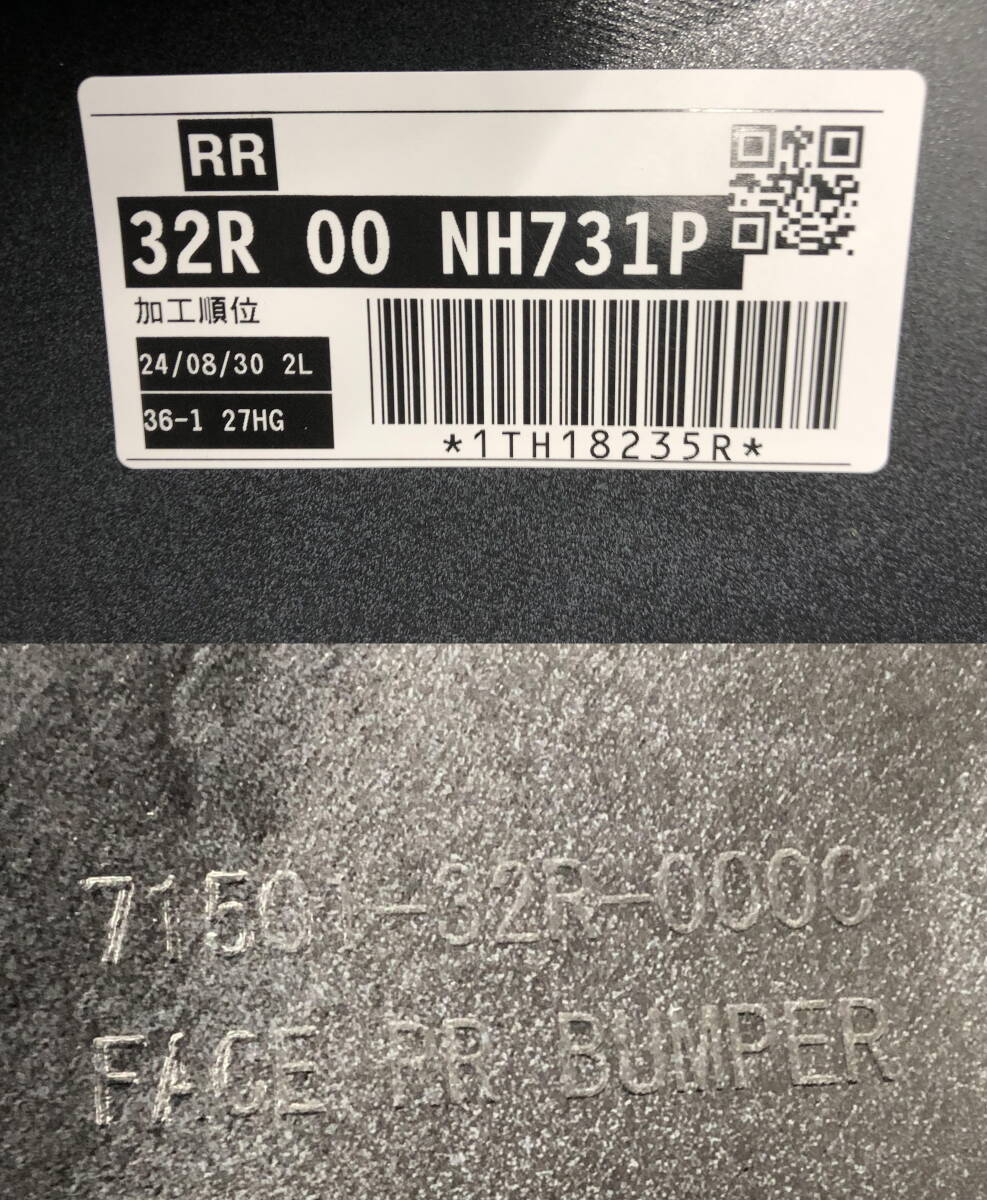 RR
32R 00 NH731P
加工順位
24/08/30 2L
36-1 27HG
*1TH18235R*
71501-32R-0000
FACE RR BUMPER